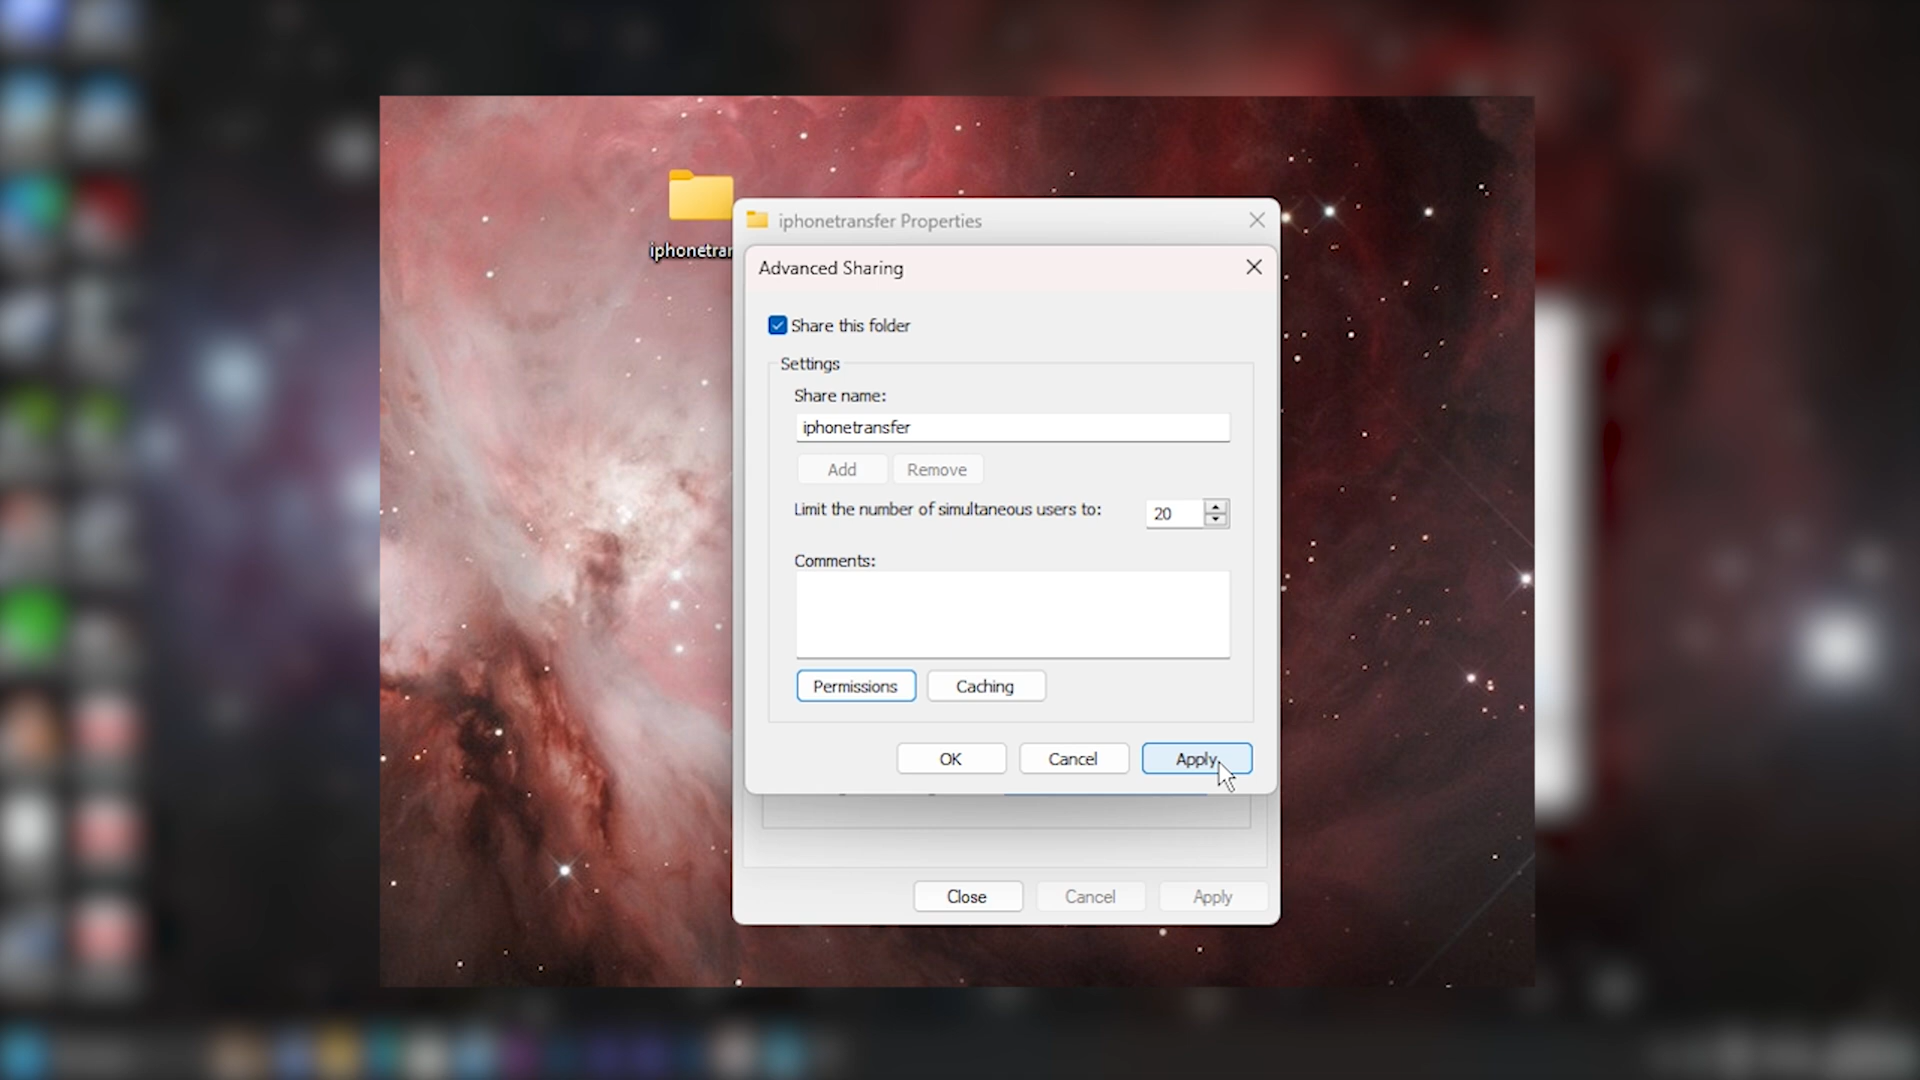 iphonetran
iphonetransfer Properties
Advanced Sharing
Share this folder
Settings
Share name:
iphonetransfer
Add Remove
Limit the number of simultaneous users to: 20
Comments:
Permissions Caching
OK Cancel Apply
Close Cancel Apply